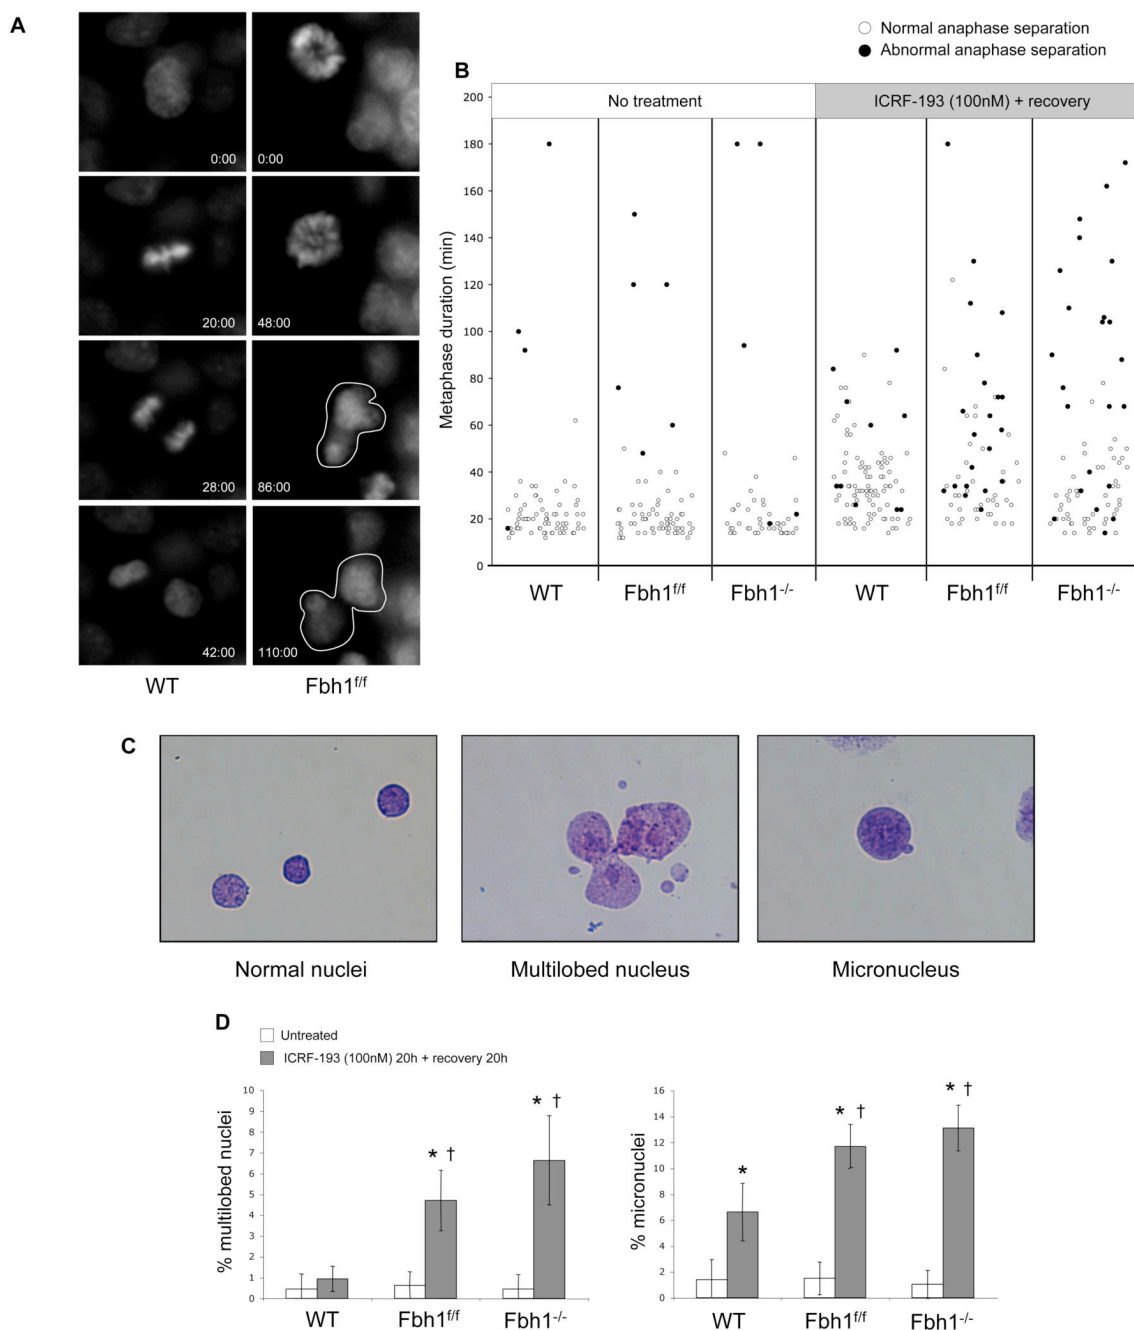 A
0:00
0:00
20:00
48:00
28:00
86:00
42:00
110:00
WT
Fbh1f/f
Normal anaphase separation
Abnormal anaphase separation
B
No treatment
ICRF-193 (100nM) + recovery
Metaphase duration (min)
200
180
160
140
120
100
80
60
40
20
0
WT
Fbh1f/f
Fbh1-/-
WT
Fbh1f/f
Fbh1-/-
C
Normal nuclei
Multilobed nucleus
Micronucleus
D
Untreated
ICRF-193 (100nM) 20h + recovery 20h
% multilobed nuclei
10
9
8
7
6
5
4
3
2
1
0
* †
* †
WT
Fbh1f/f
Fbh1-/-
% micronuclei
16
14
12
10
8
6
4
2
0
*
* †
* †
WT
Fbh1f/f
Fbh1-/-